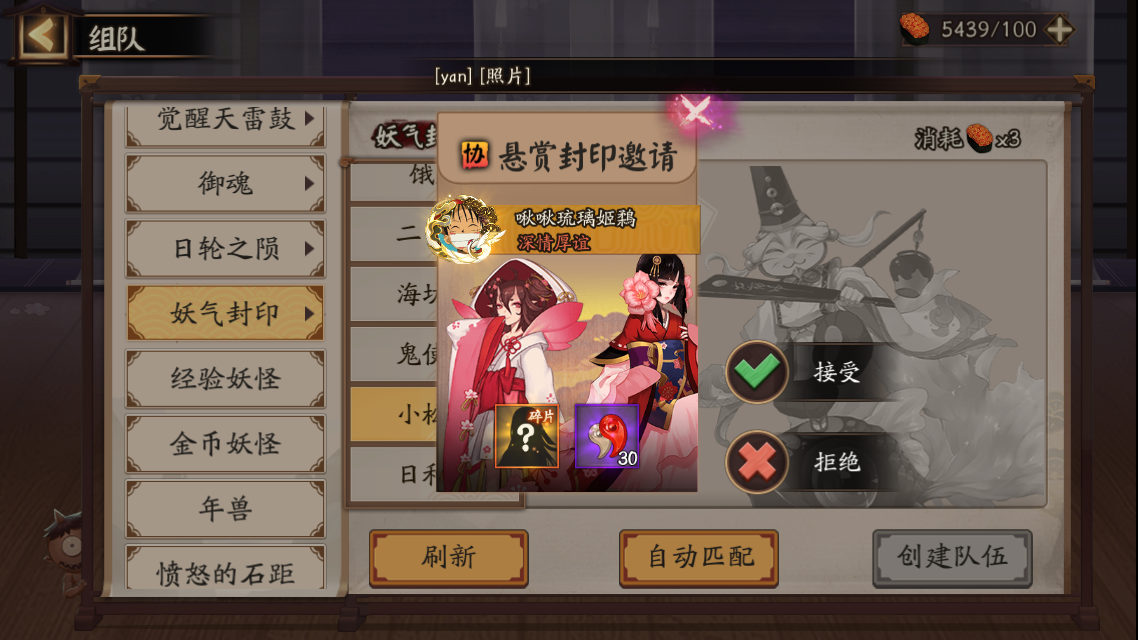 组队
5439/100
[yan] [照片]
觉醒天雷鼓
御魂
日轮之陨
妖气封印
经验妖怪
金币妖怪
年兽
愤怒的石距
妖气封
饿
二
海坊
鬼使
小松
日和
消耗 x3
协 悬赏封印邀请
啾啾琉璃姬鹅
深情厚谊
碎片
?
30
接受
拒绝
刷新
自动匹配
创建队伍